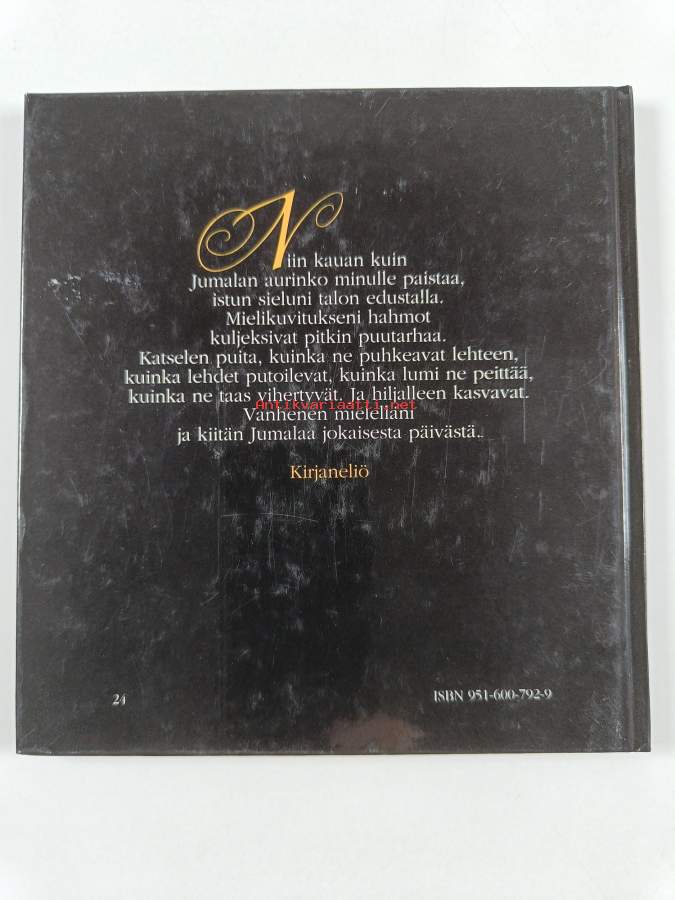 Niin kauan kuin
Jumalan aurinko minulle paistaa,
istun sieluni talon edustalla.
Mielikuvitukseni hahmot
kuljeksivat pitkin puutarhaa.
Katselen puita, kuinka ne puhkeavat lehteen,
kuinka lehdet putoilevat, kuinka lumi ne peittää,
kuinka ne taas vihertyvät. Ja hiljalleen kasvavat.
Antikvariaatti.net
Vanhenen mielelläni
ja kiitän Jumalaa jokaisesta päivästä..
Kirjaneliö
24
ISBN 951-600-792-9